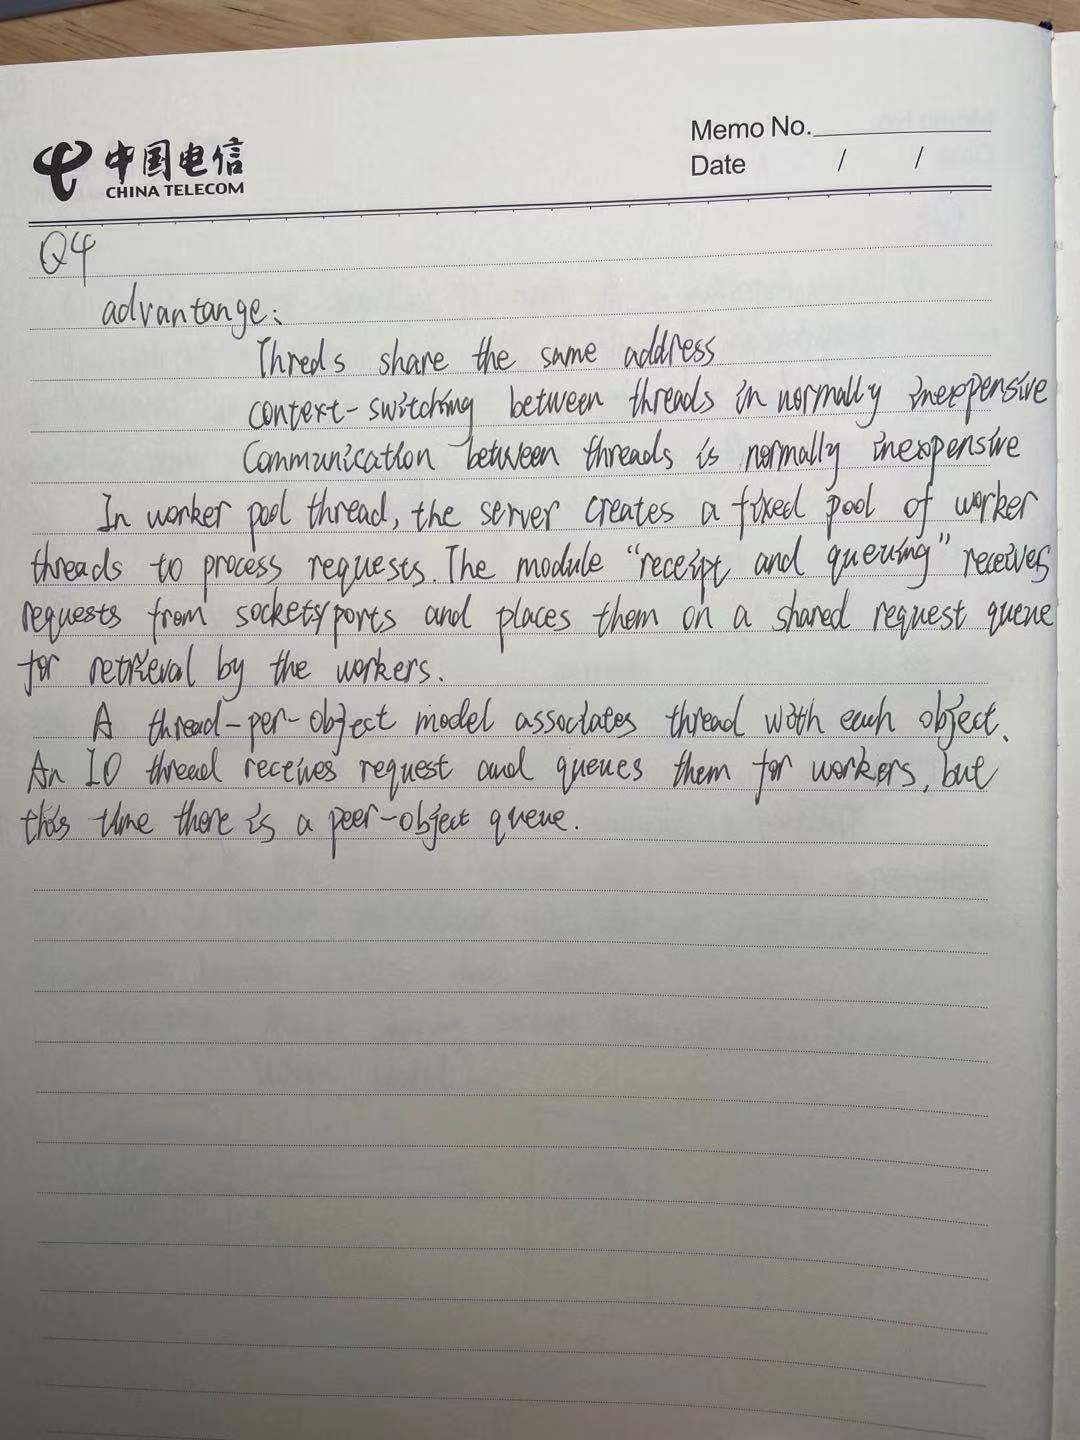 中国电信
CHINA TELECOM
Memo No.
Date / /
Q4
advantange:
Threds share the same address
context-switching between threads in normally inexpensive
Communication between threads is normally inexpensive
In worker pool thread, the server creates a fixed pool of worker
threads to process requests. The module "receipt and queuing" receives
requests from sockets/ports and places them on a shared request queue
for retrieval by the workers.
A thread-per-object model associates thread with each object.
An IO thread receives request and queues them for workers, but
this time there is a peer-object queue.